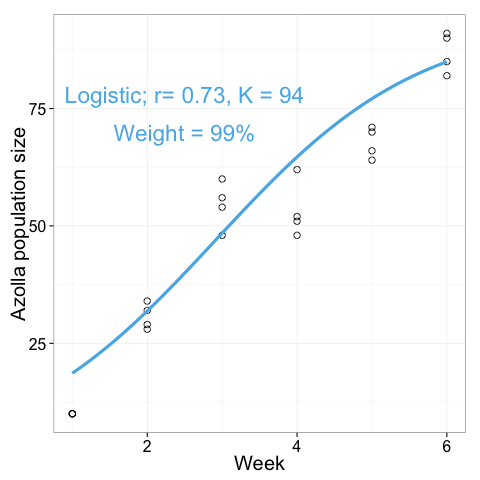 Logistic; r= 0.73, K = 94
Weight = 99%
75
50
25
Azolla population size
2 4 6
Week